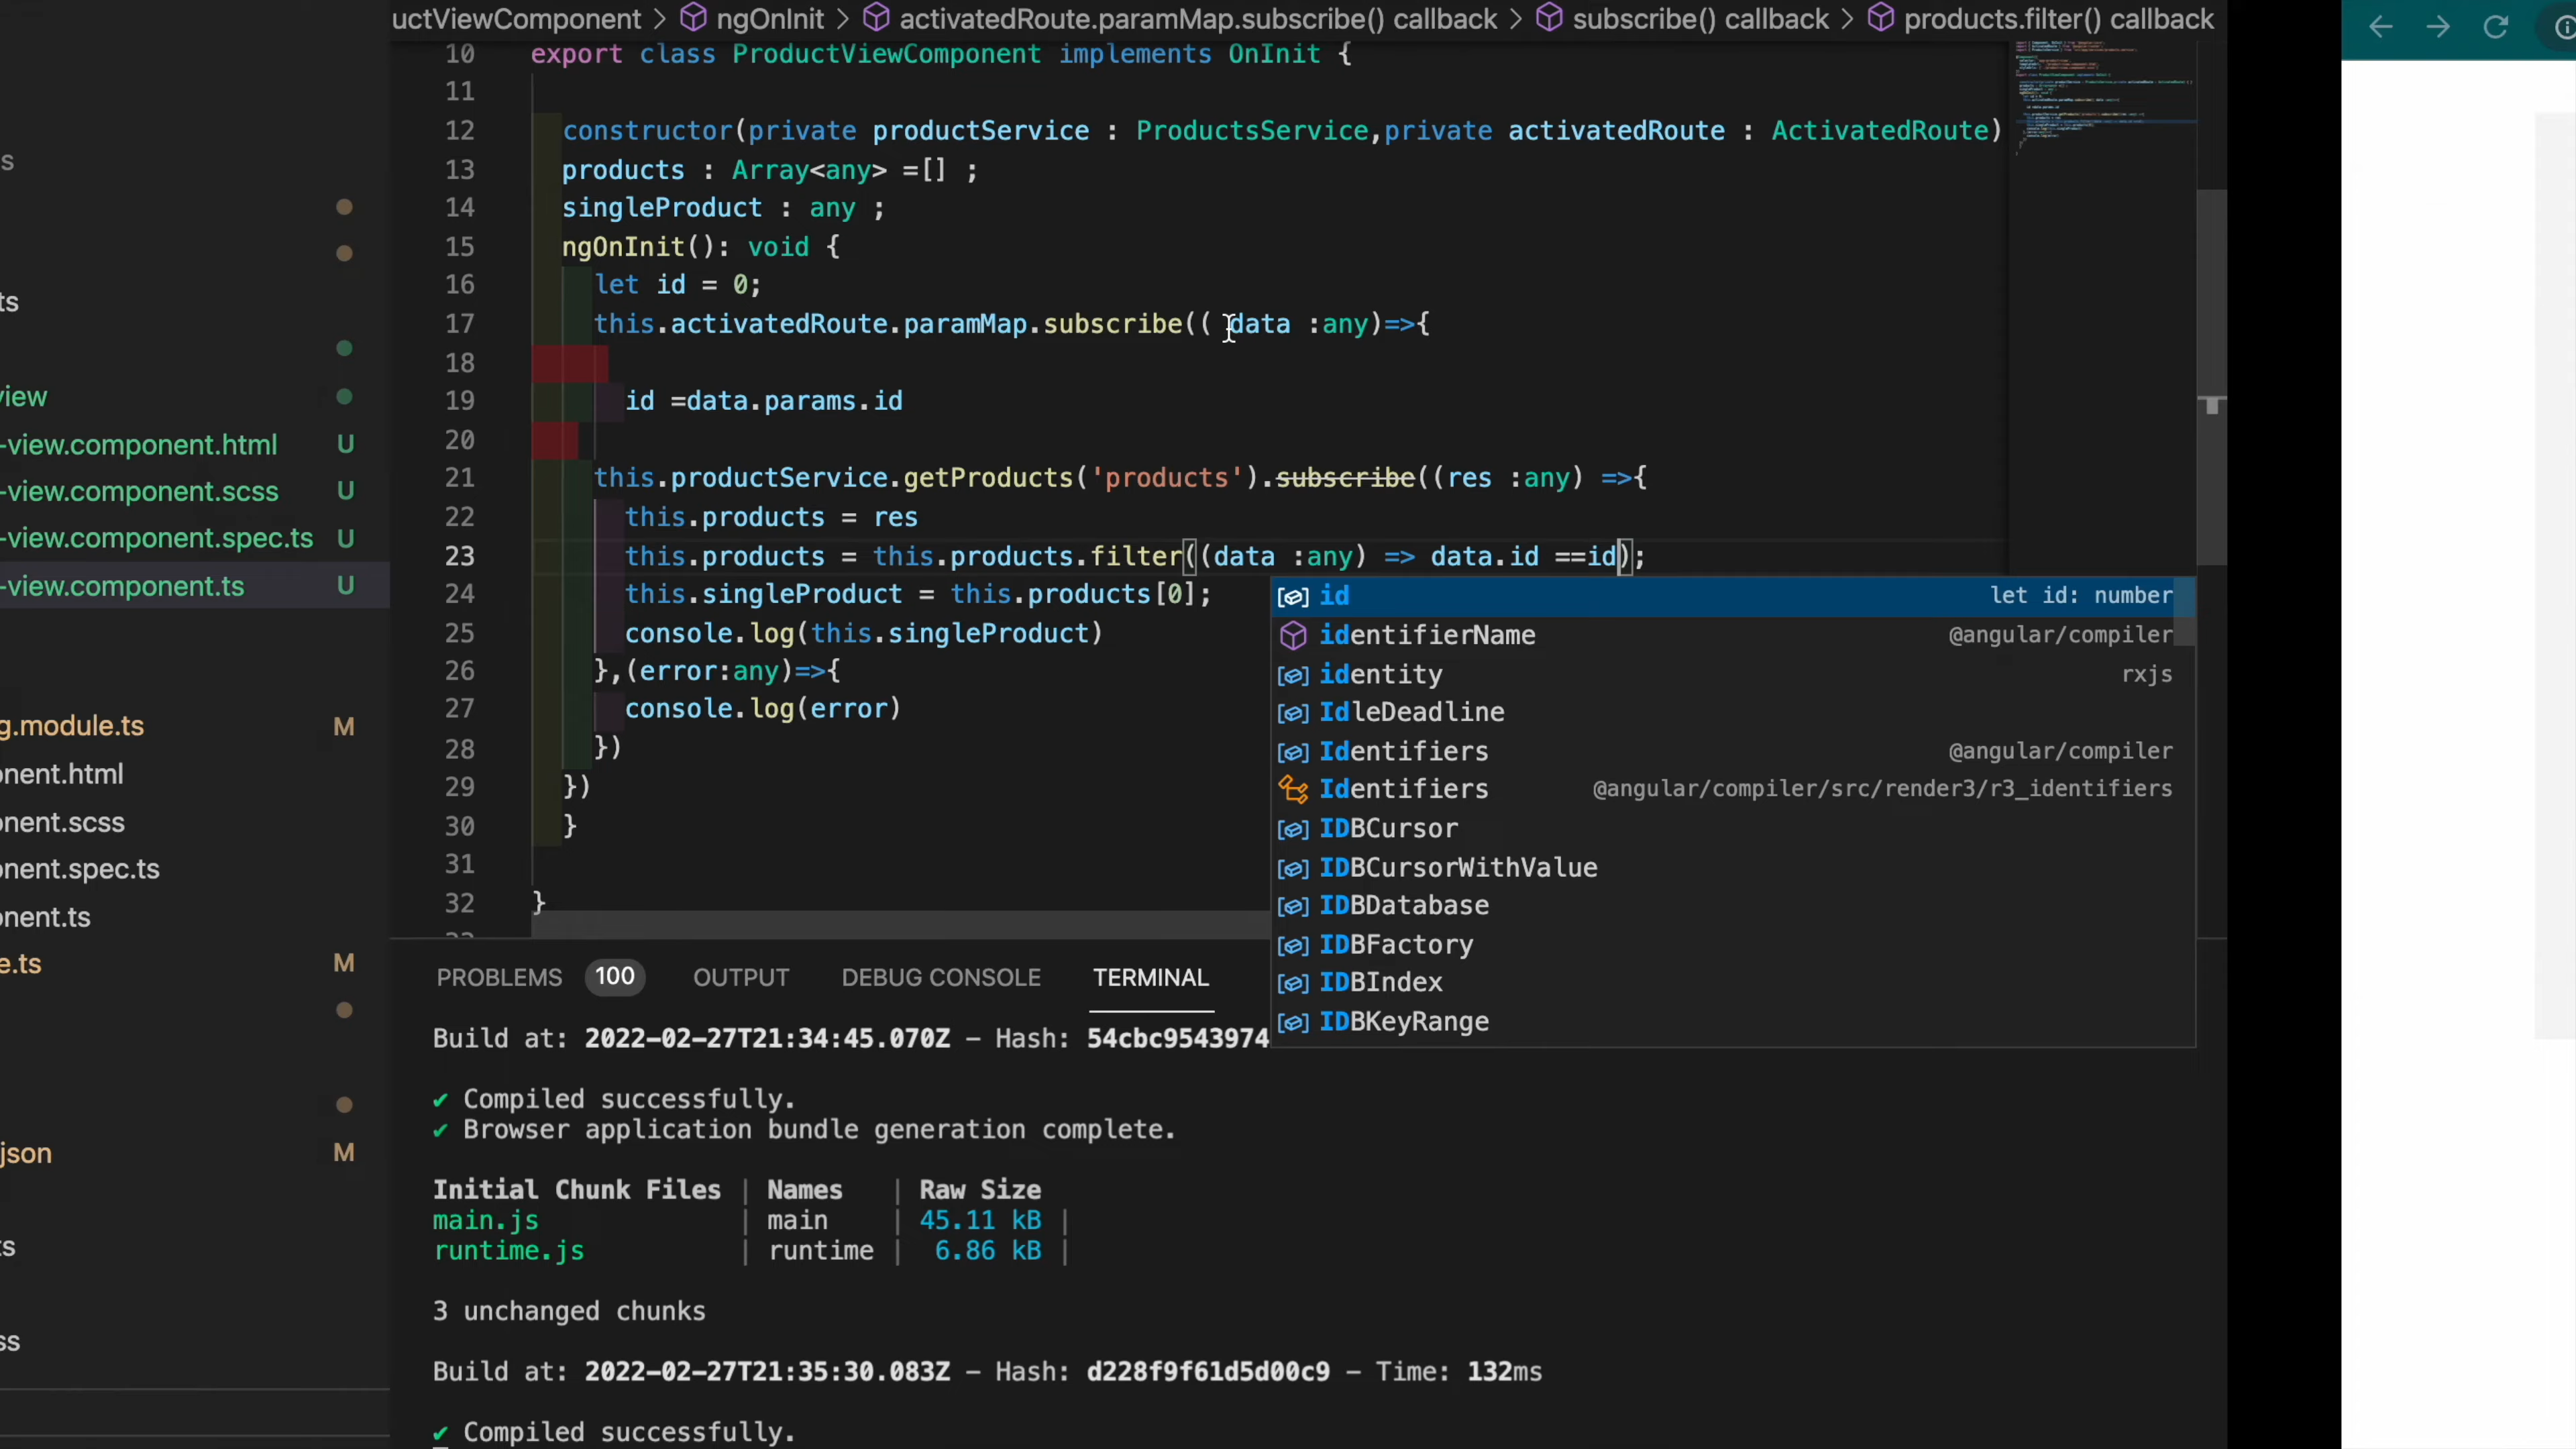 uctViewComponent > ngOnInit > activatedRoute.paramMap.subscribe() callback > subscribe() callback > products.filter() callback
s
ts
view
-view.component.html U
-view.component.scss U
-view.component.spec.ts U
-view.component.ts U
g.module.ts M
onent.html
onent.scss
onent.spec.ts
onent.ts
e.ts M
json M
ts
ss
10 export class ProductViewComponent implements OnInit {
11
12 constructor(private productService : ProductsService,private activatedRoute : ActivatedRoute)
13 products : Array<any> =[] ;
14 singleProduct : any ;
15 ngOnInit(): void {
16 let id = 0;
17 this.activatedRoute.paramMap.subscribe(( data :any)=>{
18
19 id =data.params.id
20
21 this.productService.getProducts('products').subscribe((res :any) =>{
22 this.products = res
23 this.products = this.products.filter((data :any) => data.id ==id);
24 this.singleProduct = this.products[0];
25 console.log(this.singleProduct)
26 },(error:any)=>{
27 console.log(error)
28 })
29 })
30 }
31
32 }
id let id: number
identifierName @angular/compiler
identity rxjs
IdleDeadline
Identifiers @angular/compiler
Identifiers @angular/compiler/src/render3/r3_identifiers
IDBCursor
IDBCursorWithValue
IDBDatabase
IDBFactory
IDBIndex
IDBKeyRange
PROBLEMS 100 OUTPUT DEBUG CONSOLE TERMINAL
Build at: 2022-02-27T21:34:45.070Z - Hash: 54cbc9543974
✔ Compiled successfully.
✔ Browser application bundle generation complete.
Initial Chunk Files | Names | Raw Size
main.js | main | 45.11 kB |
runtime.js | runtime | 6.86 kB |
3 unchanged chunks
Build at: 2022-02-27T21:35:30.083Z - Hash: d228f9f61d5d00c9 - Time: 132ms
✔ Compiled successfully.